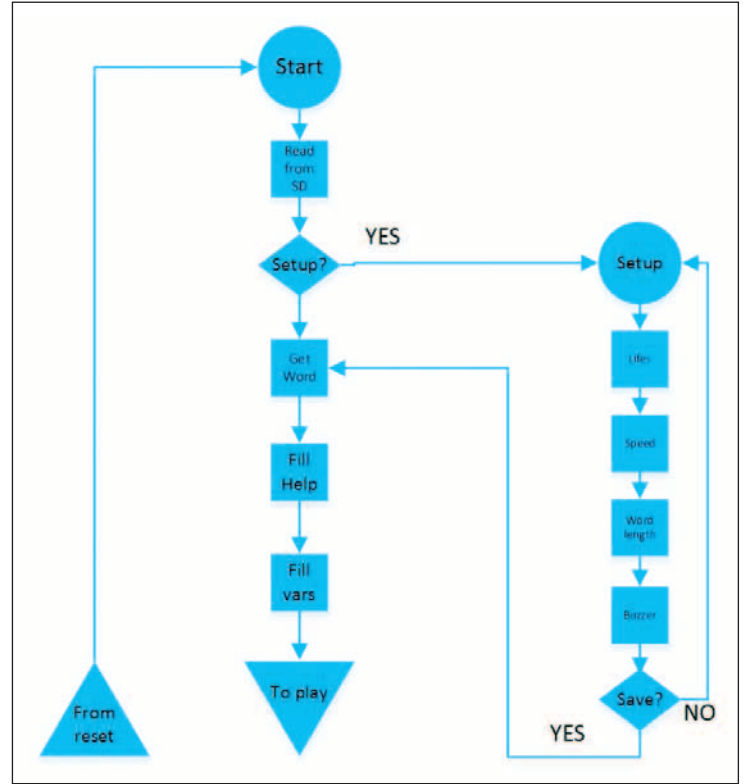 Start
Read
from
SD
YES
Setup?
Setup
Get
Word
Lifes
Speed
Fill
Help
Word
length
Fill
vars
Buzzer
To play
Save?
From
reset
NO
YES